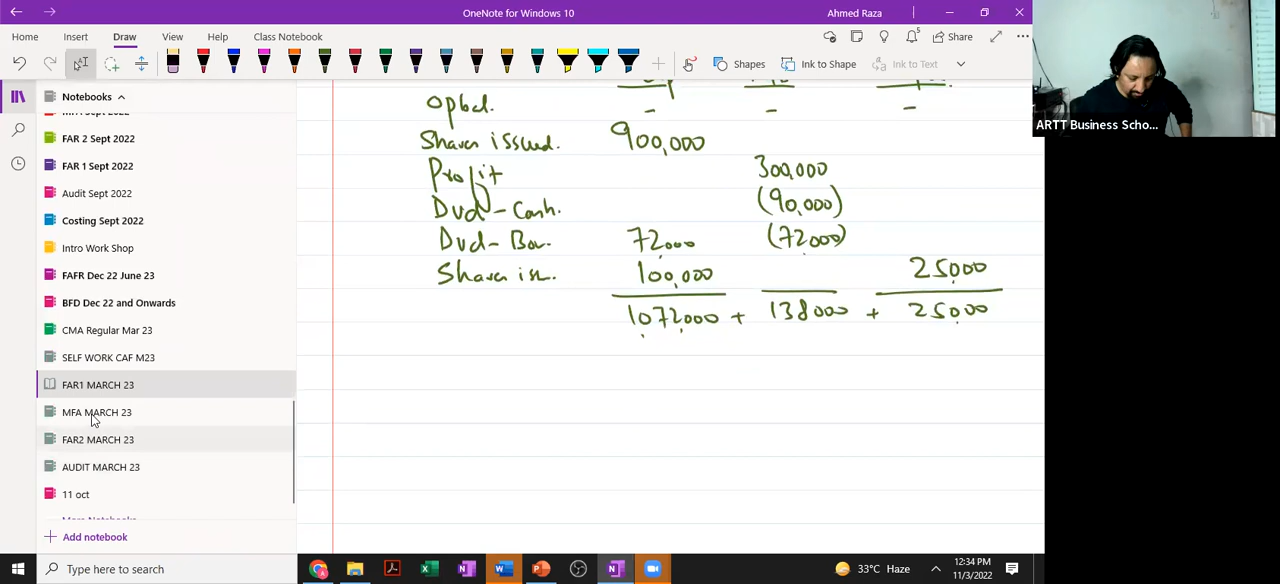 OneNote for Windows 10
Ahmed Raza
Home Insert Draw View Help Class Notebook
Share
Shapes Ink to Shape Ink to Text
Notebooks
FAR 2 Sept 2022
FAR 1 Sept 2022
Audit Sept 2022
Costing Sept 2022
Intro Work Shop
FAFR Dec 22 June 23
BFD Dec 22 and Onwards
CMA Regular Mar 23
SELF WORK CAF M23
FAR1 MARCH 23
MFA MARCH 23
FAR2 MARCH 23
AUDIT MARCH 23
11 oct
More Notebooks
Add notebook
Opbal. - - -
Shares issued. 900,000
Profit 300,000
Dvd - Cash. (90,000)
Dvd - Bon. 72000 (72000)
Shares iss. 100,000 25000
1072000 + 138000 + 25000
ARTT Business Scho...
Type here to search
33°C Haze
12:34 PM
11/3/2022